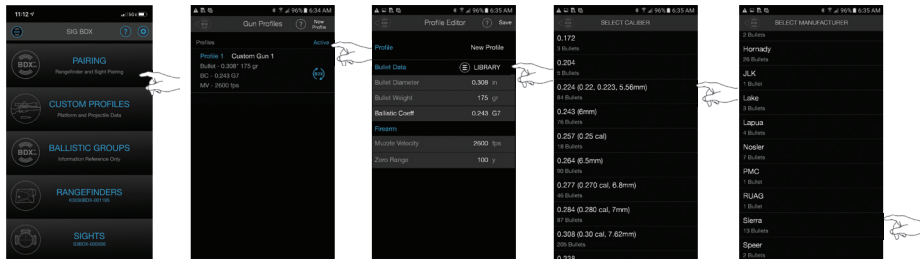 11:12
5G
SIG BOX
BDX
PAIRING
Rangefinder and Sight Pairing
CUSTOM PROFILES
Platform and Projectile Data
BDX
BALLISTIC GROUPS
Information Reference Only
RANGEFINDERS
SIGHTS
96% 6:34 AM
Gun Profiles
?
New
Profile
Profiles
Active
Profile 1 Custom Gun 1
Bullet - 0.308" 175 gr
BC - 0.243 G7
MV - 2600 fps
BDX
96% 6:35 AM
Profile Editor
?
Save
Profile
New Profile
Bullet Data
LIBRARY
Bullet Diameter
0.308 in
Bullet Weight
175 gr
Ballistic Coeff
0.243 G7
Firearm
Muzzle Velocity
2600 fps
Zero Range
100 y
96% 6:35 AM
SELECT CALIBER
0.172
3 Bullets
0.204
5 Bullets
0.224 (0.22, 0.223, 5.56mm)
84 Bullets
0.243 (6mm)
76 Bullets
0.257 (0.25 cal)
18 Bullets
0.264 (6.5mm)
90 Bullets
0.277 (0.270 cal, 6.8mm)
46 Bullets
0.284 (0.280 cal, 7mm)
87 Bullets
0.308 (0.30 cal, 7.62mm)
205 Bullets
0.338
96% 6:35 AM
SELECT MANUFACTURER
2 Bullets
Hornady
26 Bullets
JLK
1 Bullet
Lake
3 Bullets
Lapua
4 Bullets
Nosler
7 Bullets
PMC
1 Bullet
RUAG
1 Bullet
Sierra
13 Bullets
Speer
2 Bullets